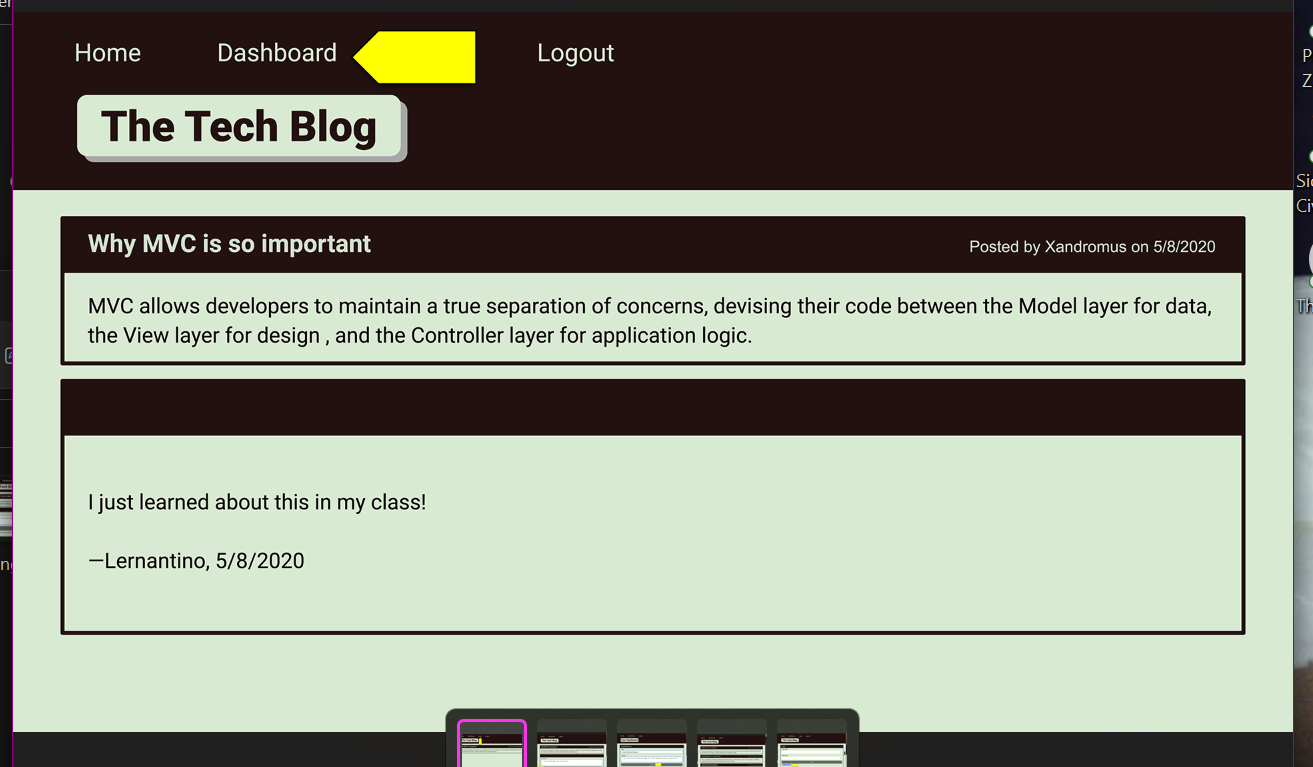 Home Dashboard Logout
The Tech Blog
Why MVC is so important
Posted by Xandromus on 5/8/2020
MVC allows developers to maintain a true separation of concerns, devising their code between the Model layer for data,
the View layer for design , and the Controller layer for application logic.
I just learned about this in my class!
—Lernantino, 5/8/2020